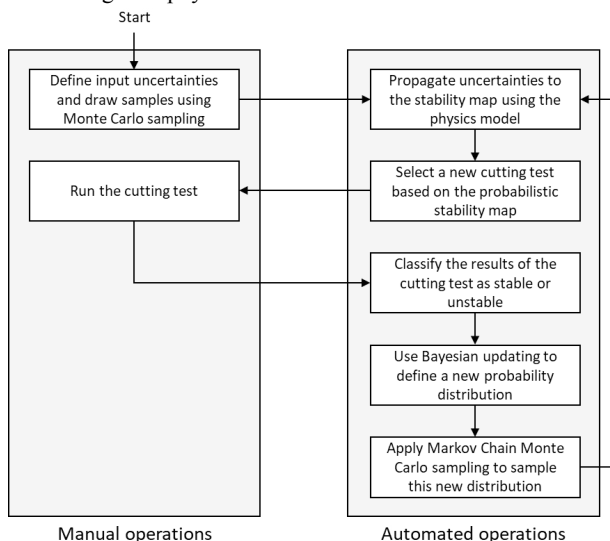 Start
Define input uncertainties
and draw samples using
Monte Carlo sampling
Propagate uncertainties to
the stability map using the
physics model
Run the cutting test
Select a new cutting test
based on the probabilistic
stability map
Classify the results of the
cutting test as stable or
unstable
Use Bayesian updating to
define a new probability
distribution
Apply Markov Chain Monte
Carlo sampling to sample
this new distribution
Manual operations
Automated operations